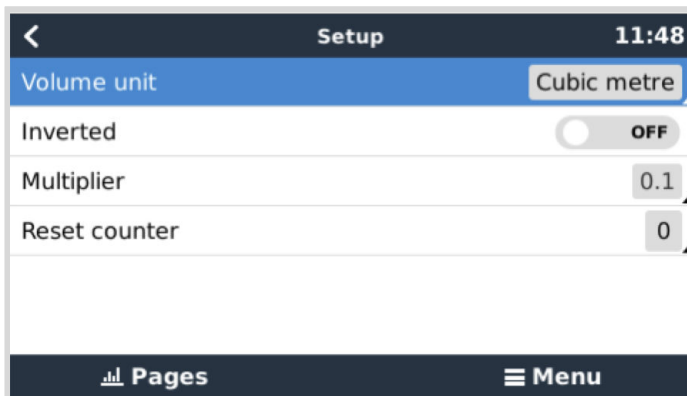 Setup 11:48
Volume unit Cubic metre
Inverted OFF
Multiplier 0.1
Reset counter 0
Pages Menu